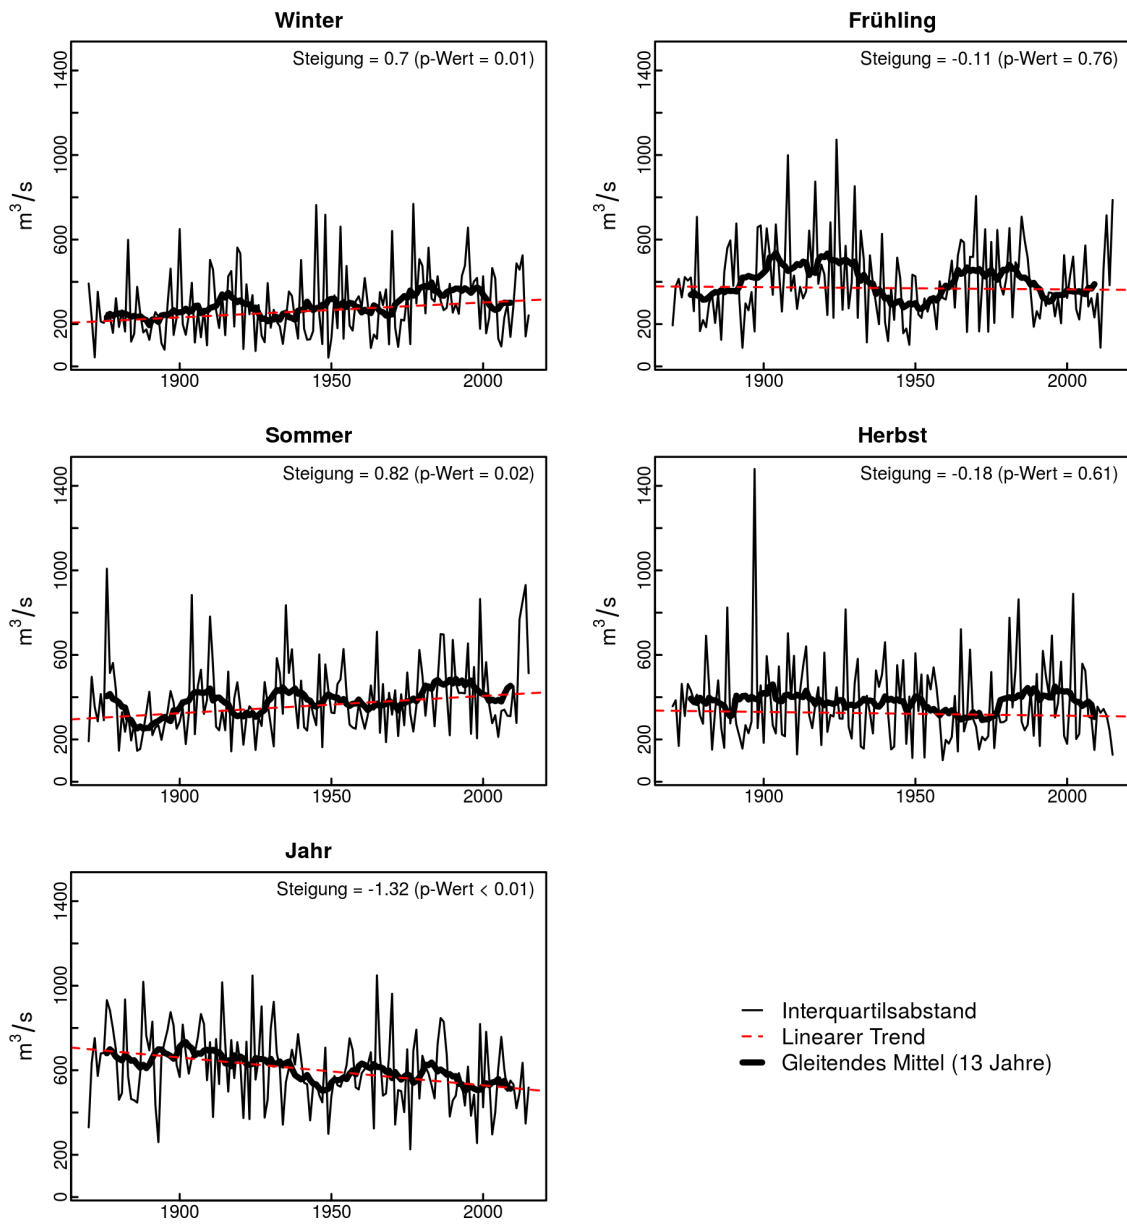 Winter
Steigung = 0.7 (p-Wert = 0.01)
m³/s
0 200 600 1000 1400
1900 1950 2000
Frühling
Steigung = -0.11 (p-Wert = 0.76)
m³/s
0 200 600 1000 1400
1900 1950 2000
Sommer
Steigung = 0.82 (p-Wert = 0.02)
m³/s
0 200 600 1000 1400
1900 1950 2000
Herbst
Steigung = -0.18 (p-Wert = 0.61)
m³/s
0 200 600 1000 1400
1900 1950 2000
Jahr
Steigung = -1.32 (p-Wert < 0.01)
m³/s
0 200 600 1000 1400
1900 1950 2000
Interquartilsabstand
Linearer Trend
Gleitendes Mittel (13 Jahre)